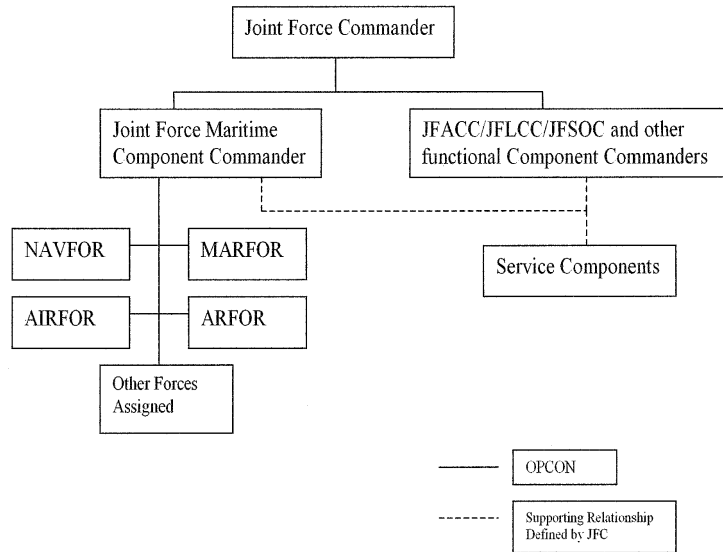 Joint Force Commander
Joint Force Maritime
Component Commander
JFACC/JFLCC/JFSOC and other
functional Component Commanders
NAVFOR
MARFOR
Service Components
AIRFOR
ARFOR
Other Forces
Assigned
OPCON
Supporting Relationship
Defined by JFC